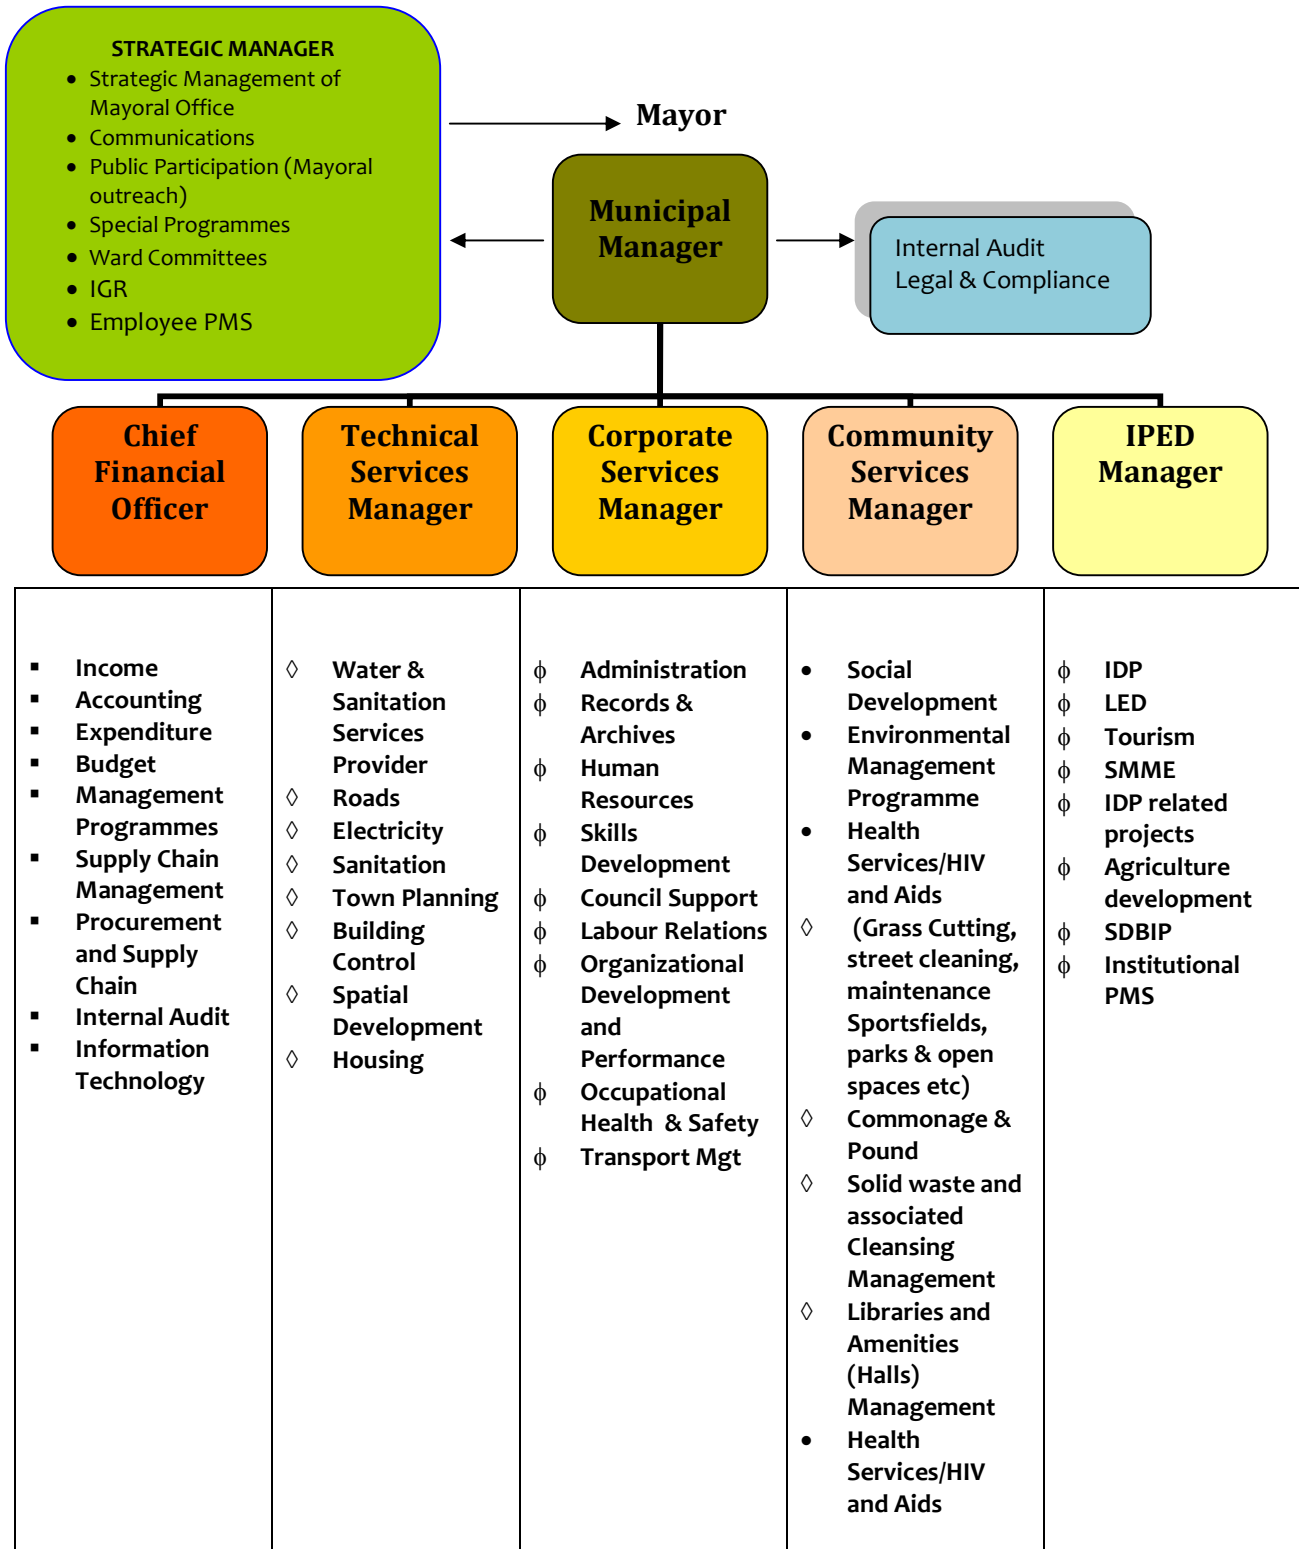 STRATEGIC MANAGER
• Strategic Management of
Mayoral Office
• Communications
• Public Participation (Mayoral
outreach)
• Special Programmes
• Ward Committees
• IGR
• Employee PMS
Mayor
Municipal
Manager
Internal Audit
Legal & Compliance
Chief
Financial
Officer
Technical
Services
Manager
Corporate
Services
Manager
Community
Services
Manager
IPED
Manager
▪ Income
▪ Accounting
▪ Expenditure
▪ Budget
▪ Management
Programmes
▪ Supply Chain
Management
▪ Procurement
and Supply
Chain
▪ Internal Audit
▪ Information
Technology
◊ Water &
Sanitation
Services
Provider
◊ Roads
◊ Electricity
◊ Sanitation
◊ Town Planning
◊ Building
Control
◊ Spatial
Development
◊ Housing
ϕ Administration
ϕ Records &
Archives
ϕ Human
Resources
ϕ Skills
Development
ϕ Council Support
ϕ Labour Relations
ϕ Organizational
Development
and
Performance
ϕ Occupational
Health & Safety
ϕ Transport Mgt
• Social
Development
• Environmental
Management
Programme
• Health
Services/HIV
and Aids
◊ (Grass Cutting,
street cleaning,
maintenance
Sportsfields,
parks & open
spaces etc)
◊ Commonage &
Pound
◊ Solid waste and
associated
Cleansing
Management
◊ Libraries and
Amenities
(Halls)
Management
• Health
Services/HIV
and Aids
ϕ IDP
ϕ LED
ϕ Tourism
ϕ SMME
ϕ IDP related
projects
ϕ Agriculture
development
ϕ SDBIP
ϕ Institutional
PMS